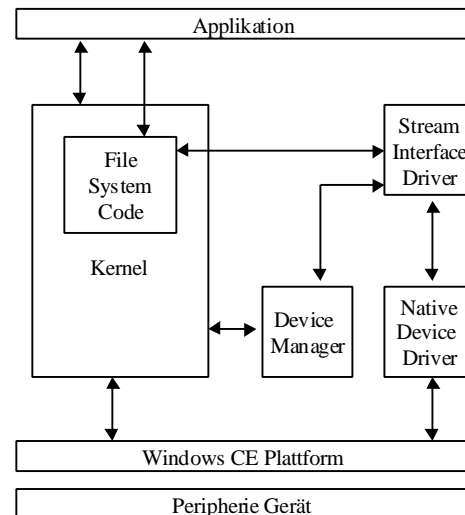 Applikation
File
System
Code
Kernel
Stream
Interface
Driver
Device
Manager
Native
Device
Driver
Windows CE Plattform
Peripherie Gerät